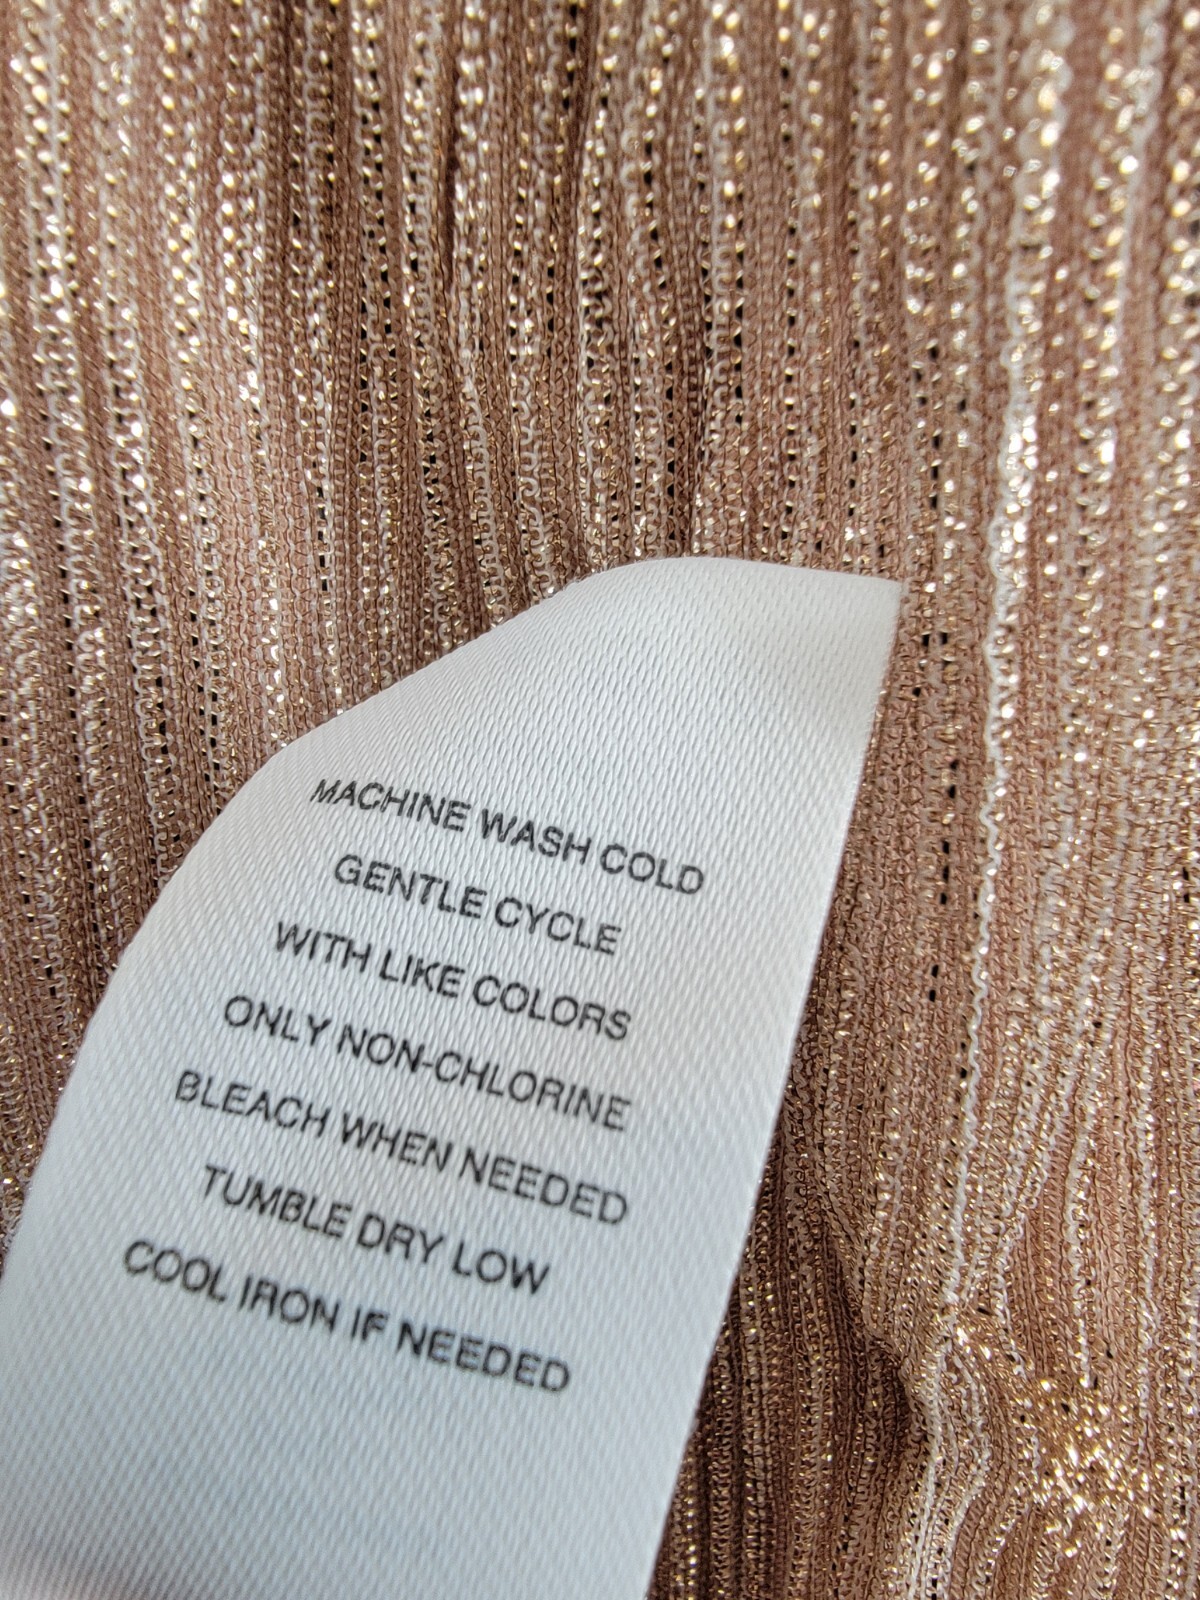 MACHINE WASH COLD
GENTLE CYCLE
WITH LIKE COLORS
ONLY NON-CHLORINE
BLEACH WHEN NEEDED
TUMBLE DRY LOW
COOL IRON IF NEEDED